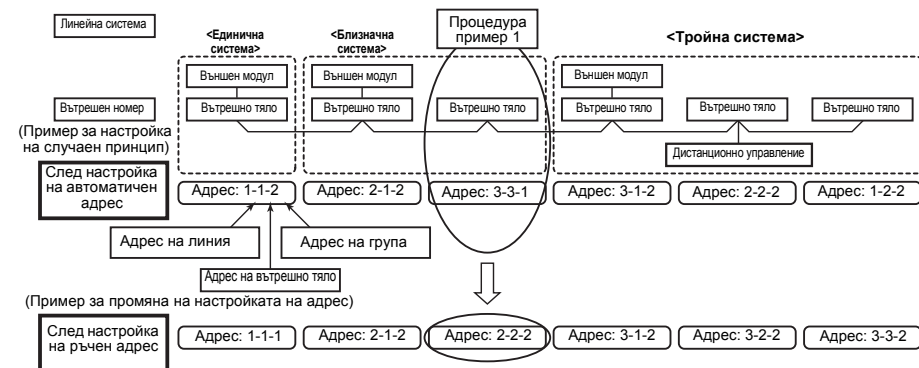 Линейна система
<Единична
система>
<Близначна
система>
Процедура
пример 1
<Тройна система>
Външен модул
Външен модул
Външен модул
Вътрешен номер
Вътрешно тяло
Вътрешно тяло
Вътрешно тяло
Вътрешно тяло
Вътрешно тяло
Вътрешно тяло
(Пример за настройка
на случаен принцип)
Дистанционно управление
След настройка
на автоматичен
адрес
Адрес: 1-1-2
Адрес: 2-1-2
Адрес: 3-3-1
Адрес: 3-1-2
Адрес: 2-2-2
Адрес: 1-2-2
Адрес на линия
Адрес на група
Адрес на вътрешно тяло
(Пример за промяна на настройката на адрес)
След настройка
на ръчен адрес
Адрес: 1-1-1
Адрес: 2-1-2
Адрес: 2-2-2
Адрес: 3-1-2
Адрес: 3-2-2
Адрес: 3-3-2